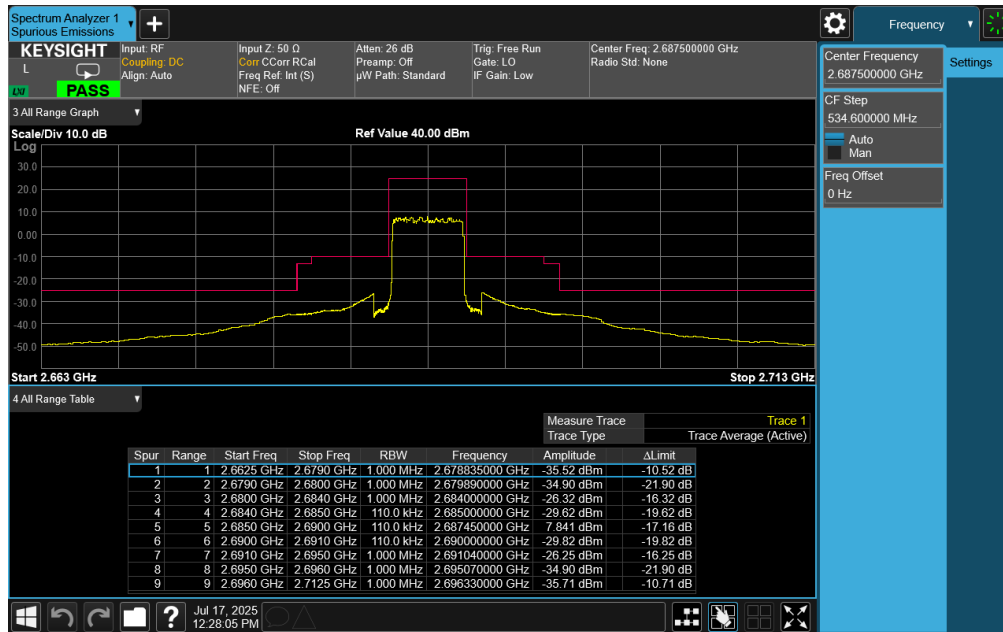 Spectrum Analyzer 1
Spurious Emissions
Frequency
KEYSIGHT
L
LXI
PASS
Input: RF
Coupling: DC
Align: Auto
Input Z: 50 Ω
Corr CCorr RCal
Freq Ref: Int (S)
NFE: Off
Atten: 26 dB
Preamp: Off
µW Path: Standard
Trig: Free Run
Gate: LO
IF Gain: Low
Center Freq: 2.687500000 GHz
Radio Std: None
Center Frequency
2.687500000 GHz
Settings
CF Step
534.600000 MHz
Auto
Man
Freq Offset
0 Hz
3 All Range Graph
Scale/Div 10.0 dB
Ref Value 40.00 dBm
Log
30.0
20.0
10.0
0.00
-10.0
-20.0
-30.0
-40.0
-50.0
Start 2.663 GHz
Stop 2.713 GHz
4 All Range Table
Measure Trace Trace 1
Trace Type Trace Average (Active)
Spur Range Start Freq Stop Freq RBW Frequency Amplitude ΔLimit
1 1 2.6625 GHz 2.6790 GHz 1.000 MHz 2.678835000 GHz -35.52 dBm -10.52 dB
2 2 2.6790 GHz 2.6800 GHz 1.000 MHz 2.679890000 GHz -34.90 dBm -21.90 dB
3 3 2.6800 GHz 2.6840 GHz 1.000 MHz 2.684000000 GHz -26.32 dBm -16.32 dB
4 4 2.6840 GHz 2.6850 GHz 110.0 kHz 2.685000000 GHz -29.62 dBm -19.62 dB
5 5 2.6850 GHz 2.6900 GHz 110.0 kHz 2.687450000 GHz 7.841 dBm -17.16 dB
6 6 2.6900 GHz 2.6910 GHz 110.0 kHz 2.690000000 GHz -29.82 dBm -19.82 dB
7 7 2.6910 GHz 2.6950 GHz 1.000 MHz 2.691040000 GHz -26.25 dBm -16.25 dB
8 8 2.6950 GHz 2.6960 GHz 1.000 MHz 2.695070000 GHz -34.90 dBm -21.90 dB
9 9 2.6960 GHz 2.7125 GHz 1.000 MHz 2.696330000 GHz -35.71 dBm -10.71 dB
?
Jul 17, 2025
12:28:05 PM